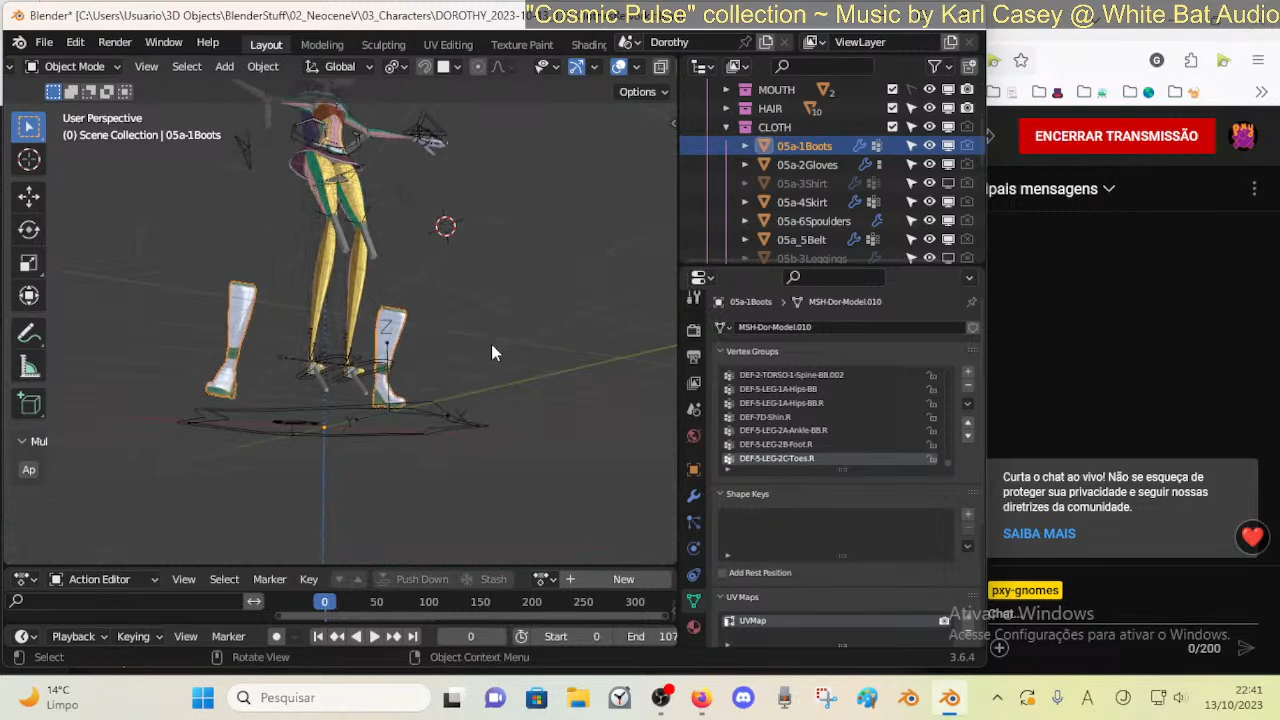 Blender* [C:\Users\Usuario\3D Objects\BlenderStuff\02_NeoceneV\03_Characters\DOROTHY_2023-10-
"Cosmic Pulse" collection ~ Music by Karl Casey @ White Bat Audio
File Edit Render Window Help Layout Modeling Sculpting UV Editing Texture Paint Shading Dorothy ViewLayer
Object Mode View Select Add Object Global
Options
User Perspective
(0) Scene Collection | 05a-1Boots
MOUTH 2
HAIR 10
CLOTH
05a-1Boots
05a-2Gloves
05a-3Shirt
05a-4Skirt
05a-6Spoulders
05a_5Belt
05b-3Leggings
05a-1Boots MSH-Dor-Model.010
MSH-Dor-Model.010
Vertex Groups
DEF-2-TORSO-1-Spine-BB.002
DEF-5-LEG-1A-Hips-BB
DEF-5-LEG-1A-Hips-BB.R
DEF-7D-Shin.R
DEF-5-LEG-2A-Ankle-BB.R
DEF-5-LEG-2B-Foot.R
DEF-5-LEG-2C-Toes.R
Shape Keys
Add Rest Position
UV Maps
UVMap
Z
Mul
Ap
on Editor View Select Marker Key Push Down Stash New
0 50 100 150 200 250 300
Playback Keying View Marker 0 Start 0 End 107
Select Rotate View Object Context Menu 3.6.4
G
ENCERRAR TRANSMISSÃO
ipais mensagens
Curta o chat ao vivo! Não se esqueça de
proteger sua privacidade e seguir nossas
diretrizes da comunidade.
SAIBA MAIS
pxy-gnomes
Chat...
Ativar o Windows
Acesse Configurações para ativar o Windows.
0/200
14°C
Limpo
Pesquisar
22:41
13/10/2023